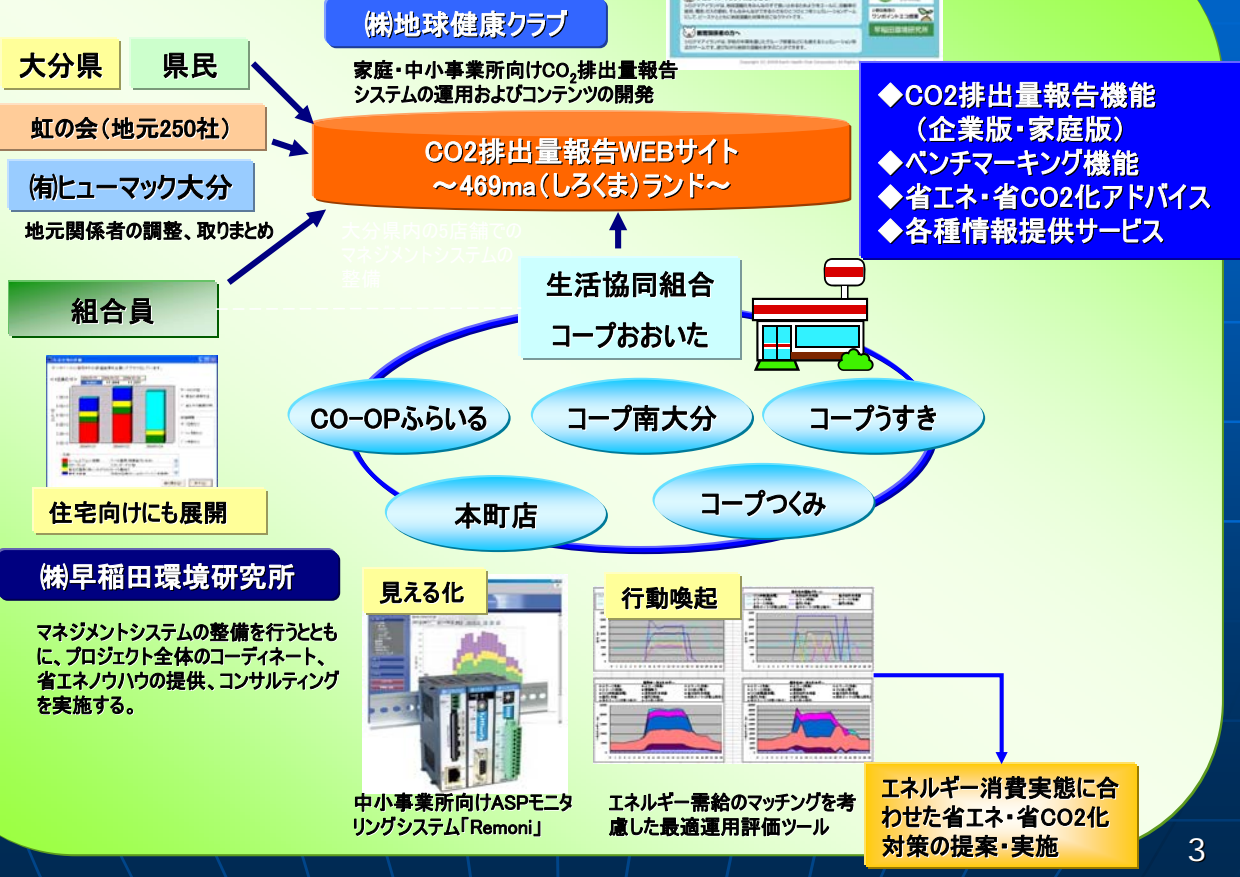 ㈱地球健康クラブ
家庭・中小事業所向けCO2排出量報告
システムの運用およびコンテンツの開発
ワンポイントエコ授業
早稲田環境研究所
大分県
県民
虹の会(地元250社)
㈲ヒューマック大分
地元関係者の調整、取りまとめ
CO2排出量報告WEBサイト
~469ma(しろくま)ランド~
◆CO2排出量報告機能
(企業版・家庭版)
◆ベンチマーキング機能
◆省エネ・省CO2化アドバイス
◆各種情報提供サービス
大分県内の5店舗での
マネジメントシステムの
整備
組合員
生活協同組合
コープおおいた
CO-OPふらいる
コープ南大分
コープうすき
本町店
コープつくみ
住宅向けにも展開
㈱早稲田環境研究所
マネジメントシステムの整備を行うととも
に、プロジェクト全体のコーディネート、
省エネノウハウの提供、コンサルティング
を実施する。
見える化
行動喚起
中小事業所向けASPモニタ
リングシステム「Remoni」
エネルギー需給のマッチングを考
慮した最適運用評価ツール
エネルギー消費実態に合
わせた省エネ・省CO2化
対策の提案・実施
3